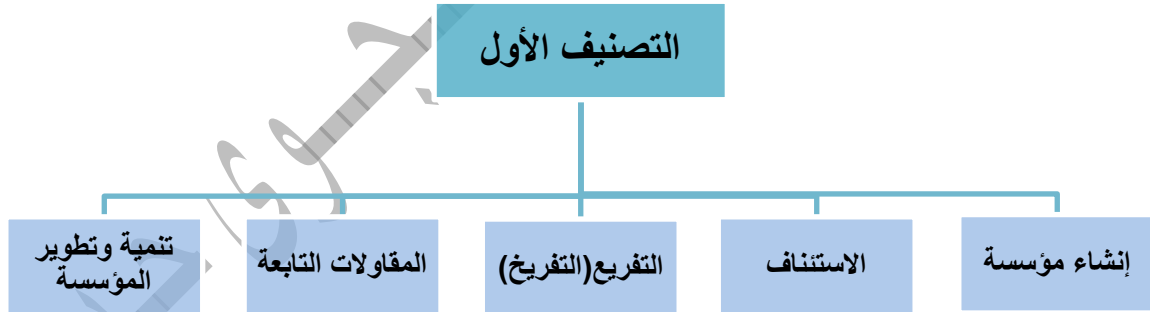 التصنيف الأول
إنشاء مؤسسة
الاستئناف
التفريع(التفريخ)
المقاولات التابعة
تنمية وتطوير
المؤسسة